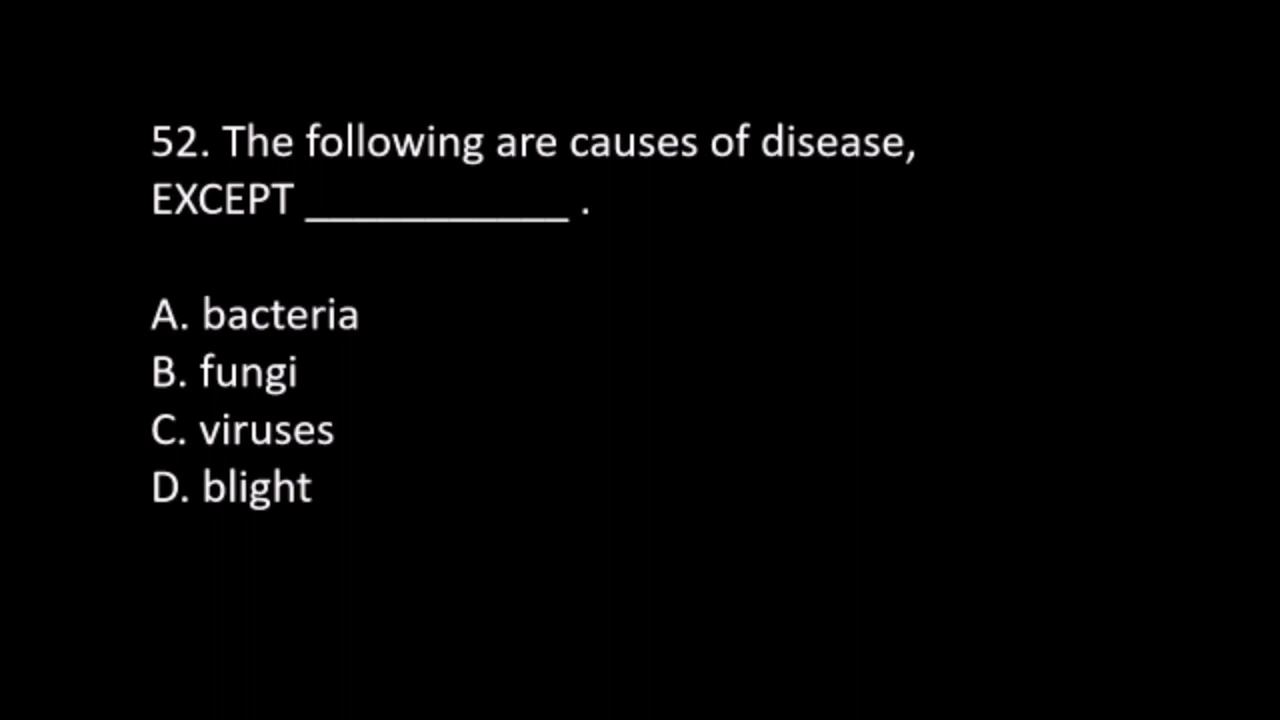 52. The following are causes of disease,
EXCEPT ____________ .
A. bacteria
B. fungi
C. viruses
D. blight